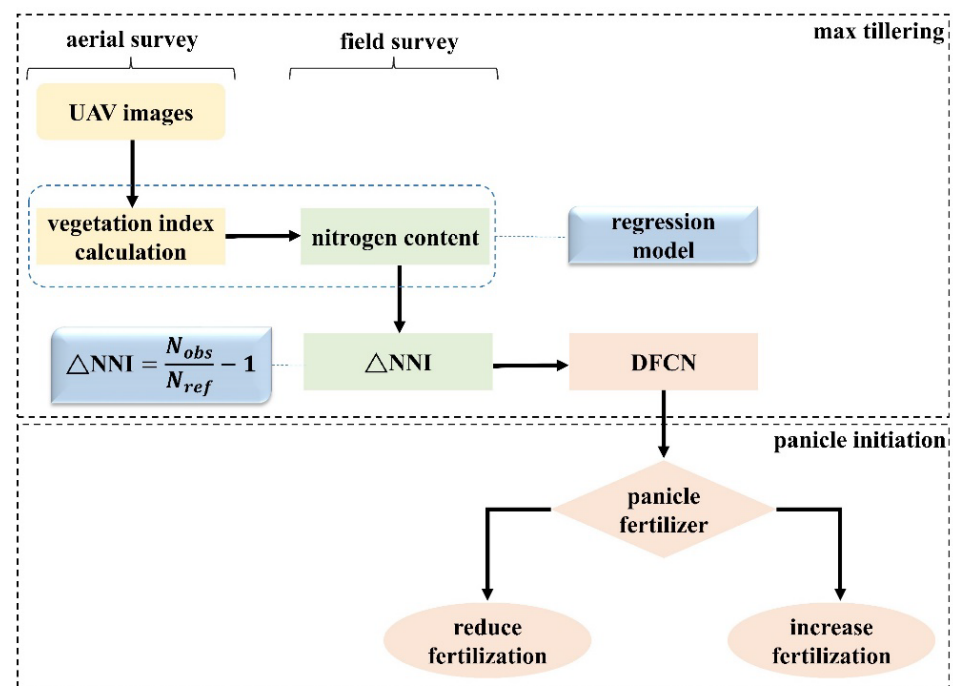 max tillering
aerial survey
field survey
UAV images
vegetation index
calculation
nitrogen content
regression
model
△NNI = N_obs / N_ref − 1
△NNI
DFCN
panicle initiation
panicle
fertilizer
reduce
fertilization
increase
fertilization